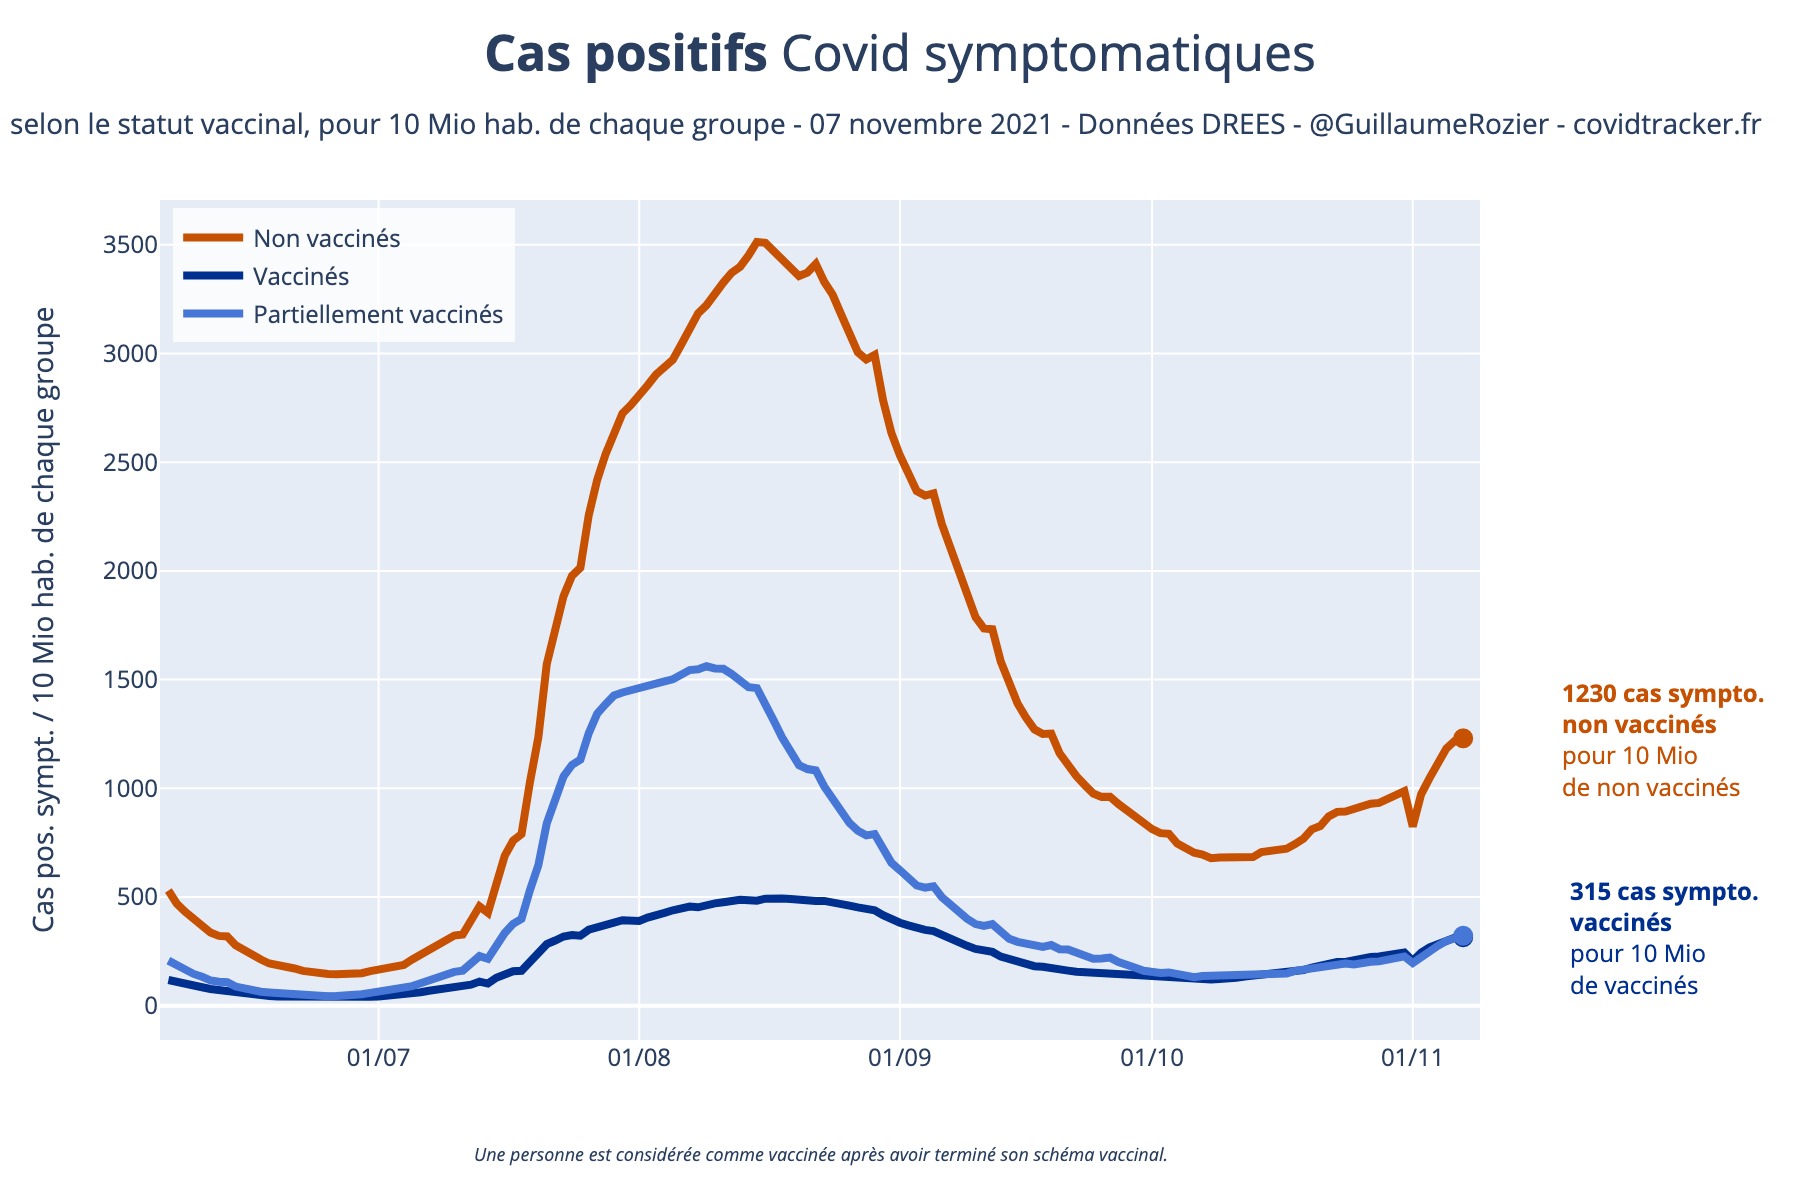 Cas positifs Covid symptomatiques
selon le statut vaccinal, pour 10 Mio hab. de chaque groupe - 07 novembre 2021 - Données DREES - @GuillaumeRozier - covidtracker.fr
Cas pos. sympt. / 10 Mio hab. de chaque groupe
3500
3000
2500
2000
1500
1000
500
0
Non vaccinés
Vaccinés
Partiellement vaccinés
1230 cas sympto.
non vaccinés
pour 10 Mio
de non vaccinés
315 cas sympto.
vaccinés
pour 10 Mio
de vaccinés
01/07 01/08 01/09 01/10 01/11
Une personne est considérée comme vaccinée après avoir terminé son schéma vaccinal.